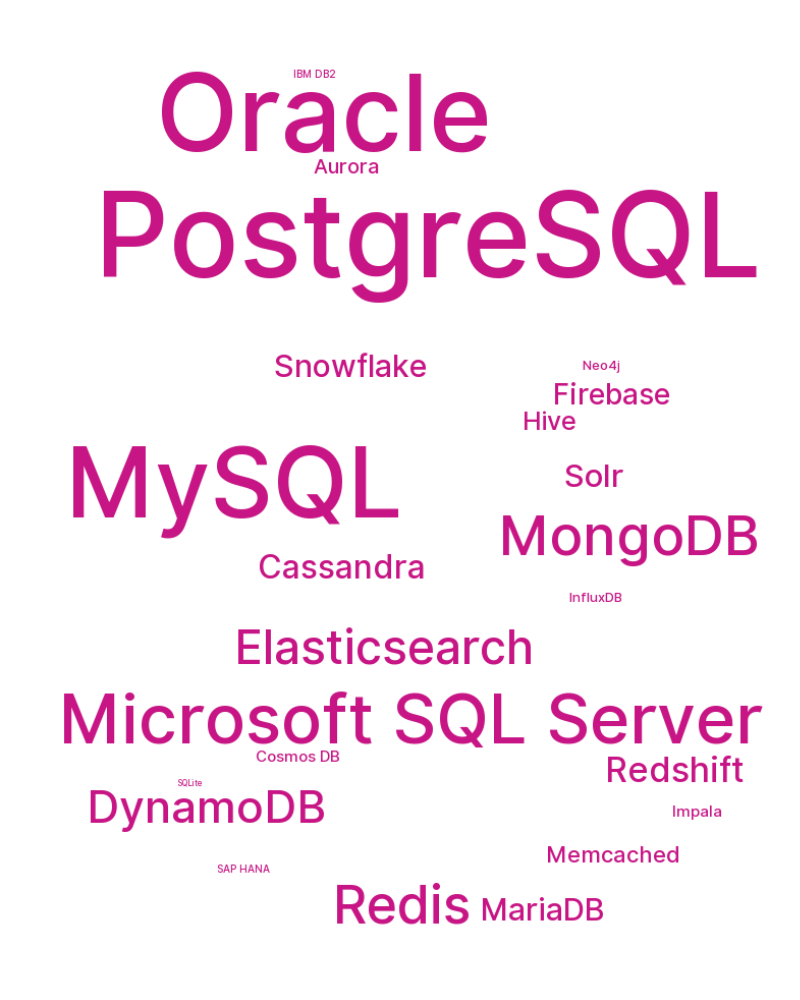 IBM DB2
Oracle
Aurora
PostgreSQL
Snowflake
Neo4j
Firebase
Hive
MySQL
Solr
MongoDB
Cassandra
InfluxDB
Elasticsearch
Microsoft SQL Server
Cosmos DB
Redshift
SQLite
DynamoDB
Impala
Memcached
SAP HANA
Redis
MariaDB